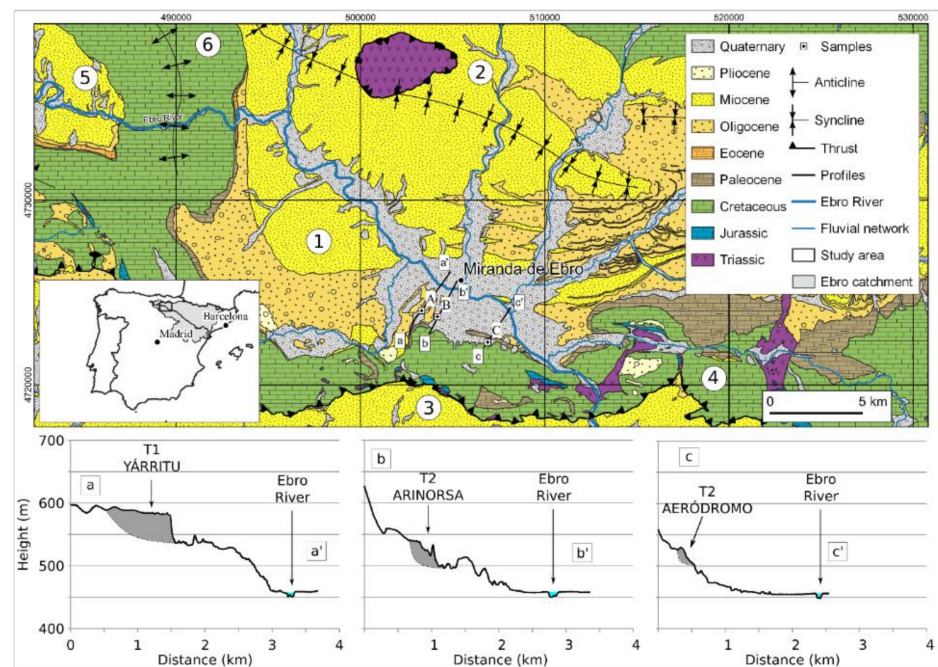 490000
500000
510000
520000
530000
4730000
4720000
5
6
2
1
3
4
Ebro River
Miranda de Ebro
a'
A
b'
B
c'
C
a
b
c
Quaternary
Pliocene
Miocene
Oligocene
Eocene
Paleocene
Cretaceous
Jurassic
Triassic
Samples
Anticline
Syncline
Thrust
Profiles
Ebro River
Fluvial network
Study area
Ebro catchment
0 5 km
Barcelona
Madrid
Height (m)
700
600
500
400
a
T1
YÁRRITU
Ebro
River
a'
0 1 2 3 4
Distance (km)
b
T2
ARINORSA
Ebro
River
b'
0 1 2 3 4
Distance (km)
c
T2
AERÓDROMO
Ebro
River
c'
0 1 2 3 4
Distance (km)